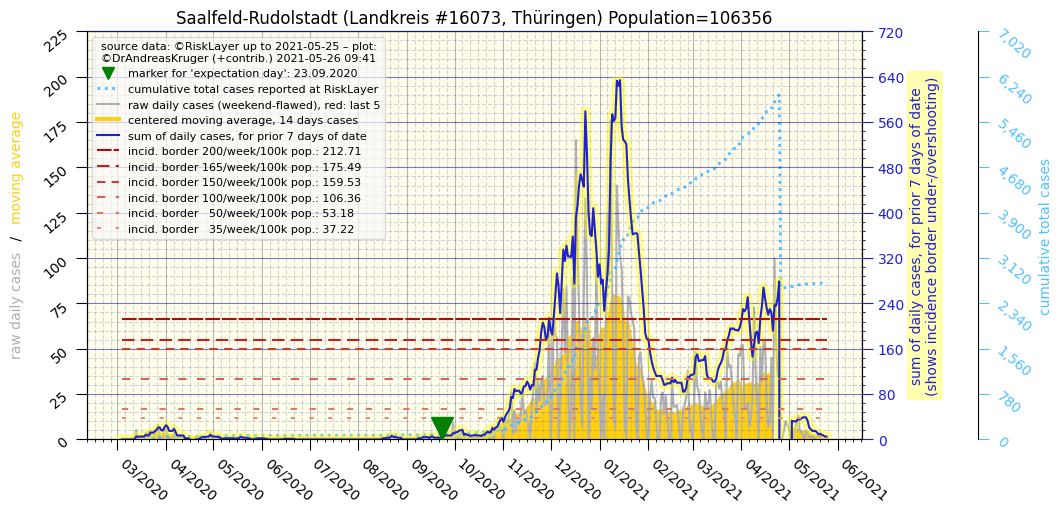 Saalfeld-Rudolstadt (Landkreis #16073, Thüringen) Population=106356
source data: ©RiskLayer up to 2021-05-25 – plot:
©DrAndreasKruger (+contrib.) 2021-05-26 09:41
marker for 'expectation day': 23.09.2020
cumulative total cases reported at RiskLayer
raw daily cases (weekend-flawed), red: last 5
centered moving average, 14 days cases
sum of daily cases, for prior 7 days of date
incid. border 200/week/100k pop.: 212.71
incid. border 165/week/100k pop.: 175.49
incid. border 150/week/100k pop.: 159.53
incid. border 100/week/100k pop.: 106.36
incid. border 50/week/100k pop.: 53.18
incid. border 35/week/100k pop.: 37.22
raw daily cases / moving average
225
200
175
150
125
100
75
50
25
0
03/2020
04/2020
05/2020
06/2020
07/2020
08/2020
09/2020
10/2020
11/2020
12/2020
01/2021
02/2021
03/2021
04/2021
05/2021
06/2021
720
640
560
480
400
320
240
160
80
0
sum of daily cases, for prior 7 days of date
(shows incidence border under-/overshooting)
7,020
6,240
5,460
4,680
3,900
3,120
2,340
1,560
780
0
cumulative total cases